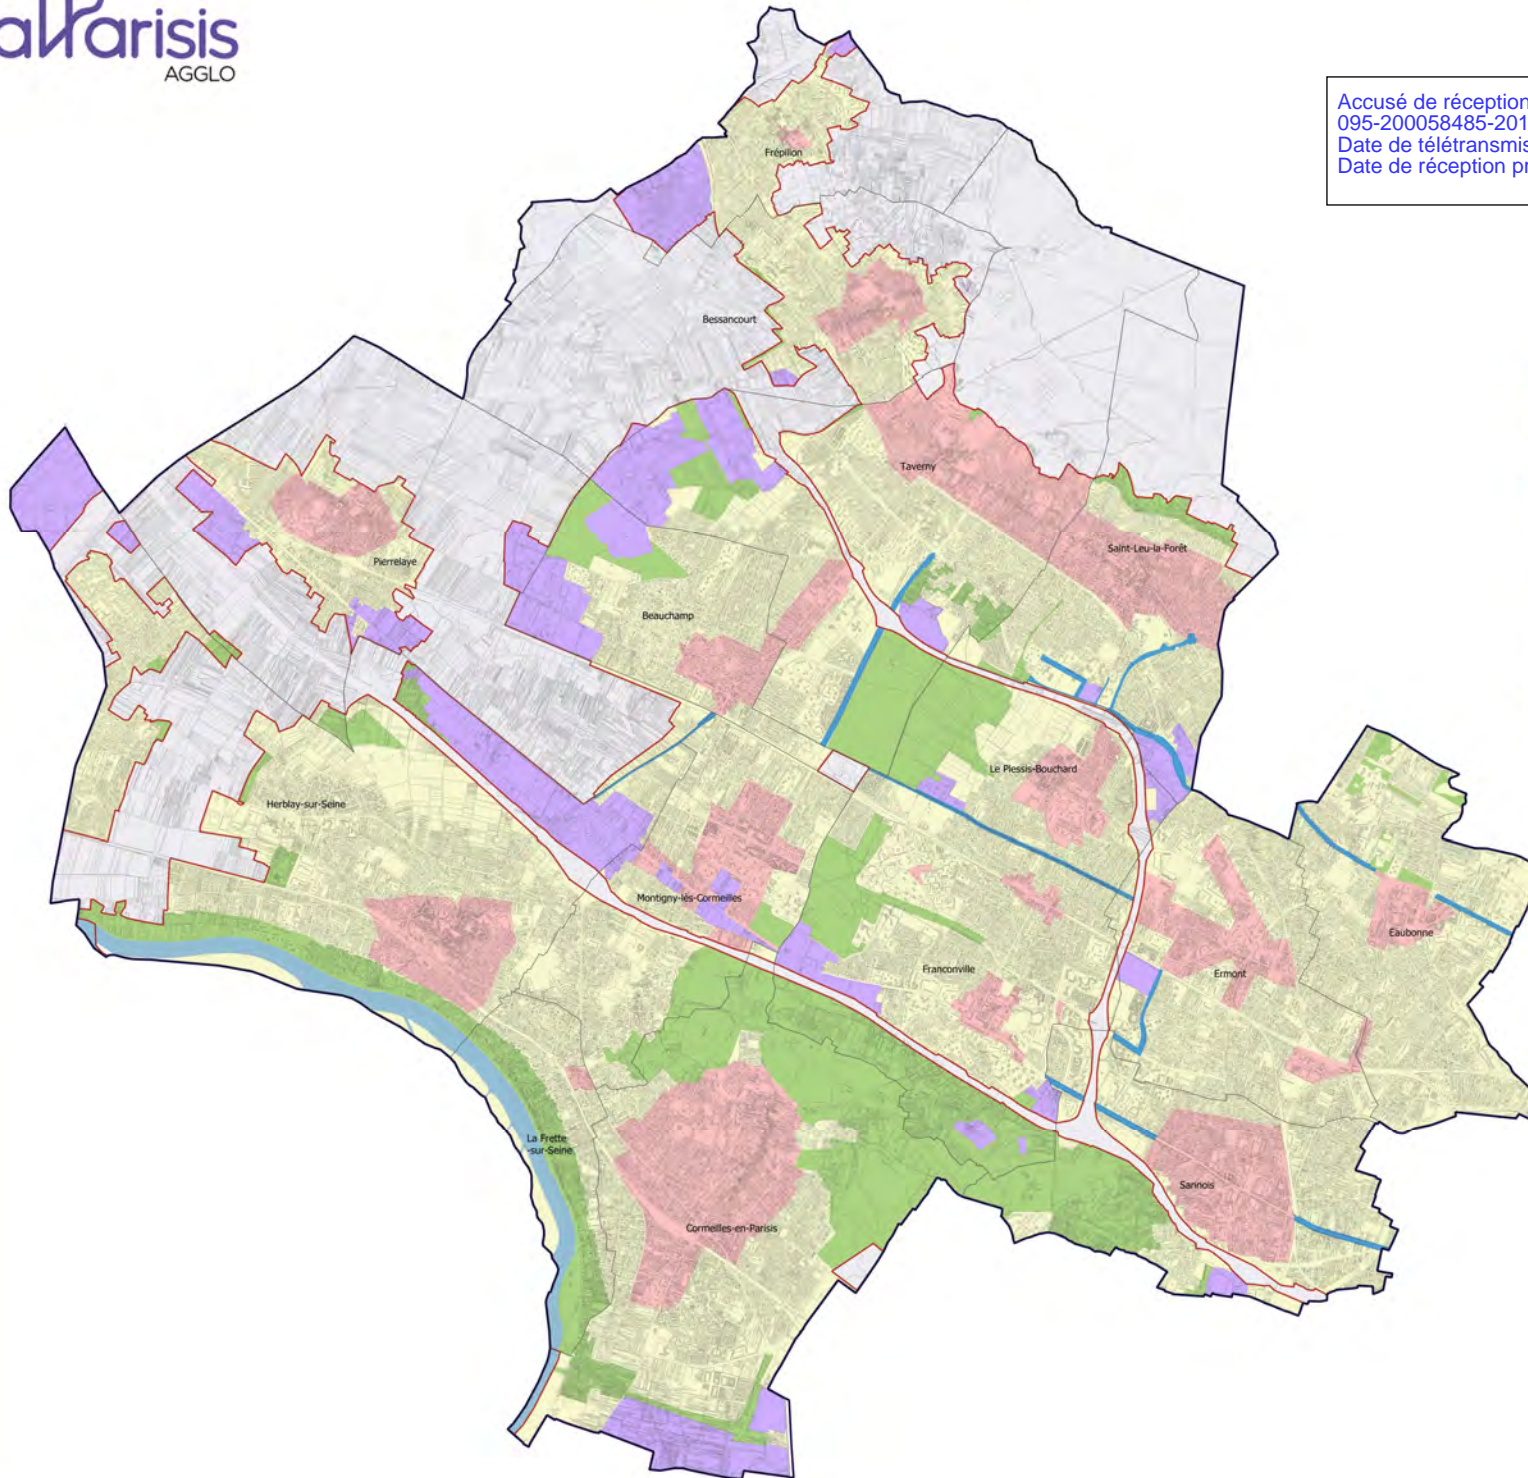 AGGLO
Accusé de réception
095-200058485-201
Date de télétransmis
Date de réception pr
Frépillon
Bessancourt
Taverny
Saint-Leu-la-Forêt
Pierrelaye
Beauchamp
Le Plessis-Bouchard
Herblay-sur-Seine
Montigny-lès-Cormeilles
Franconville
Eaubonne
Ermont
La Frette
-sur-Seine
Sannois
Cormeilles-en-Parisis